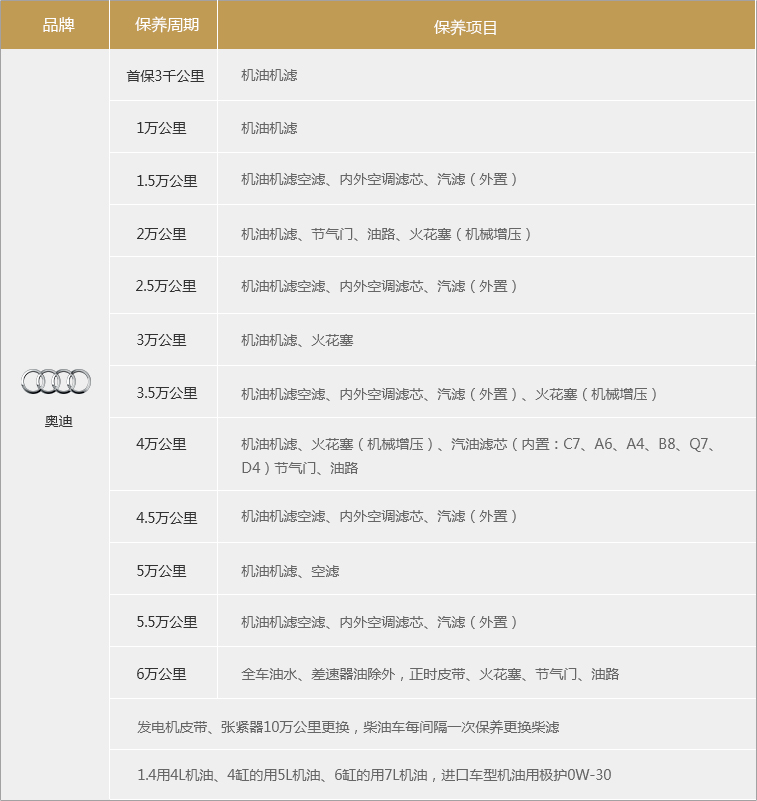 品牌 保养周期 保养项目
首保3千公里 机油机滤
1万公里 机油机滤
1.5万公里 机油机滤空滤、内外空调滤芯、汽滤（外置）
2万公里 机油机滤、节气门、油路、火花塞（机械增压）
2.5万公里 机油机滤空滤、内外空调滤芯、汽滤（外置）
3万公里 机油机滤、火花塞
3.5万公里 机油机滤空滤、内外空调滤芯、汽滤（外置）、火花塞（机械增压）
奥迪
4万公里 机油机滤、火花塞（机械增压）、汽油滤芯（内置：C7、A6、A4、B8、Q7、
D4）节气门、油路
4.5万公里 机油机滤空滤、内外空调滤芯、汽滤（外置）
5万公里 机油机滤、空滤
5.5万公里 机油机滤空滤、内外空调滤芯、汽滤（外置）
6万公里 全车油水、差速器油除外，正时皮带、火花塞、节气门、油路
发电机皮带、张紧器10万公里更换，柴油车每间隔一次保养更换柴滤
1.4用4L机油、4缸的用5L机油、6缸的用7L机油，进口车型机油用极护0W-30